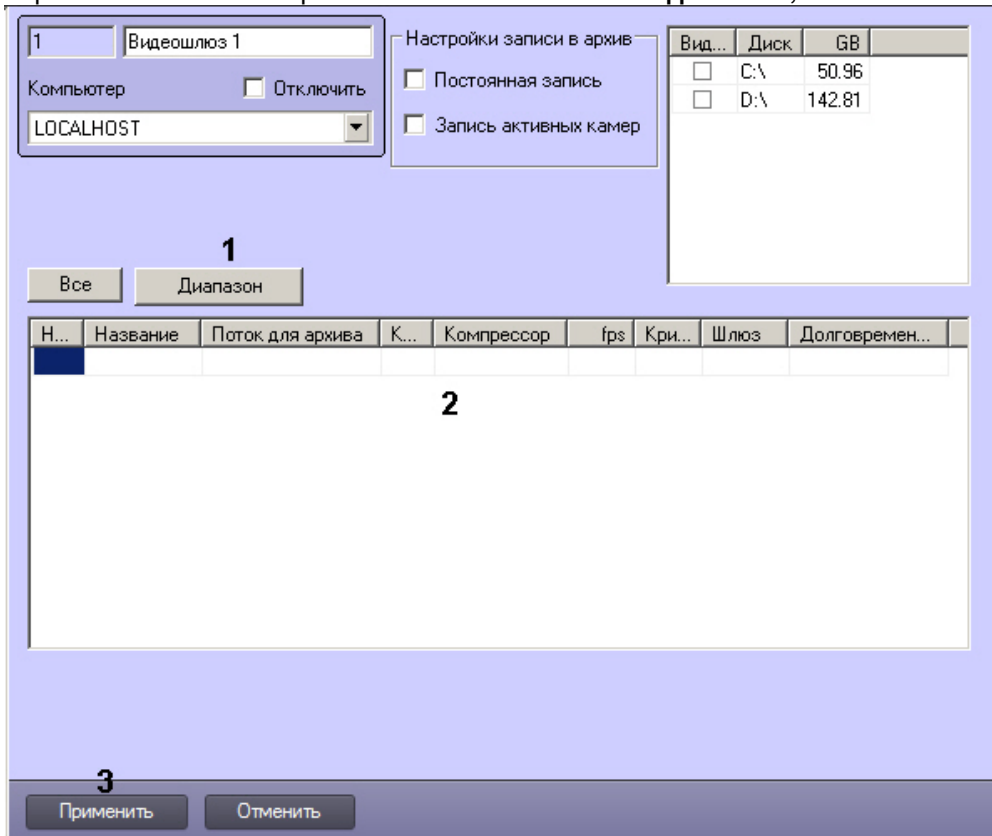 1 Видеошлюз 1
Компьютер Отключить
LOCALHOST
Настройки записи в архив
Постоянная запись
Запись активных камер
Вид... Диск GB
C:\ 50.96
D:\ 142.81
1
Все Диапазон
Н... Название Поток для архива К... Компрессор fps Кри... Шлюз Долговремен...
2
3
Применить Отменить